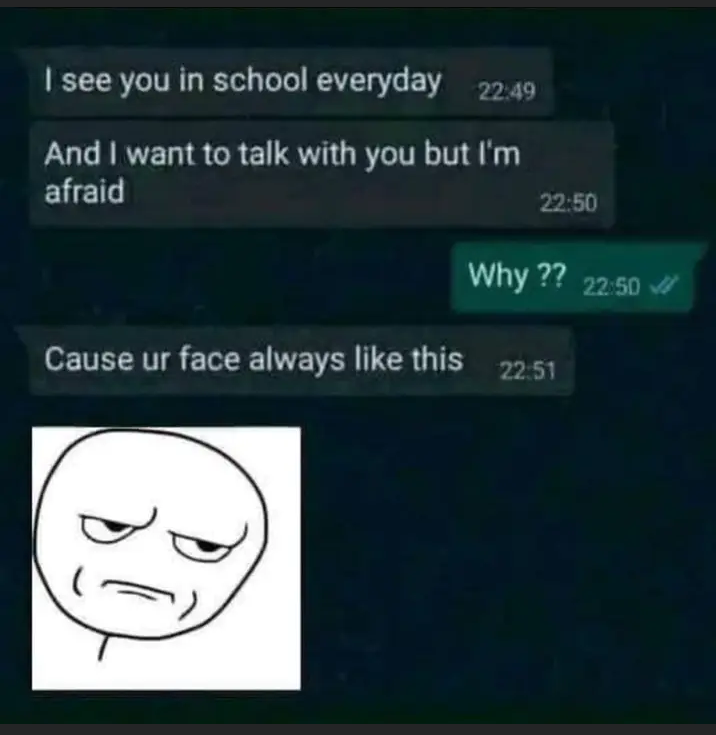 I see you in school everyday 22:49
And I want to talk with you but I'm
afraid 22:50
Why ?? 22:50
Cause ur face always like this 22:51